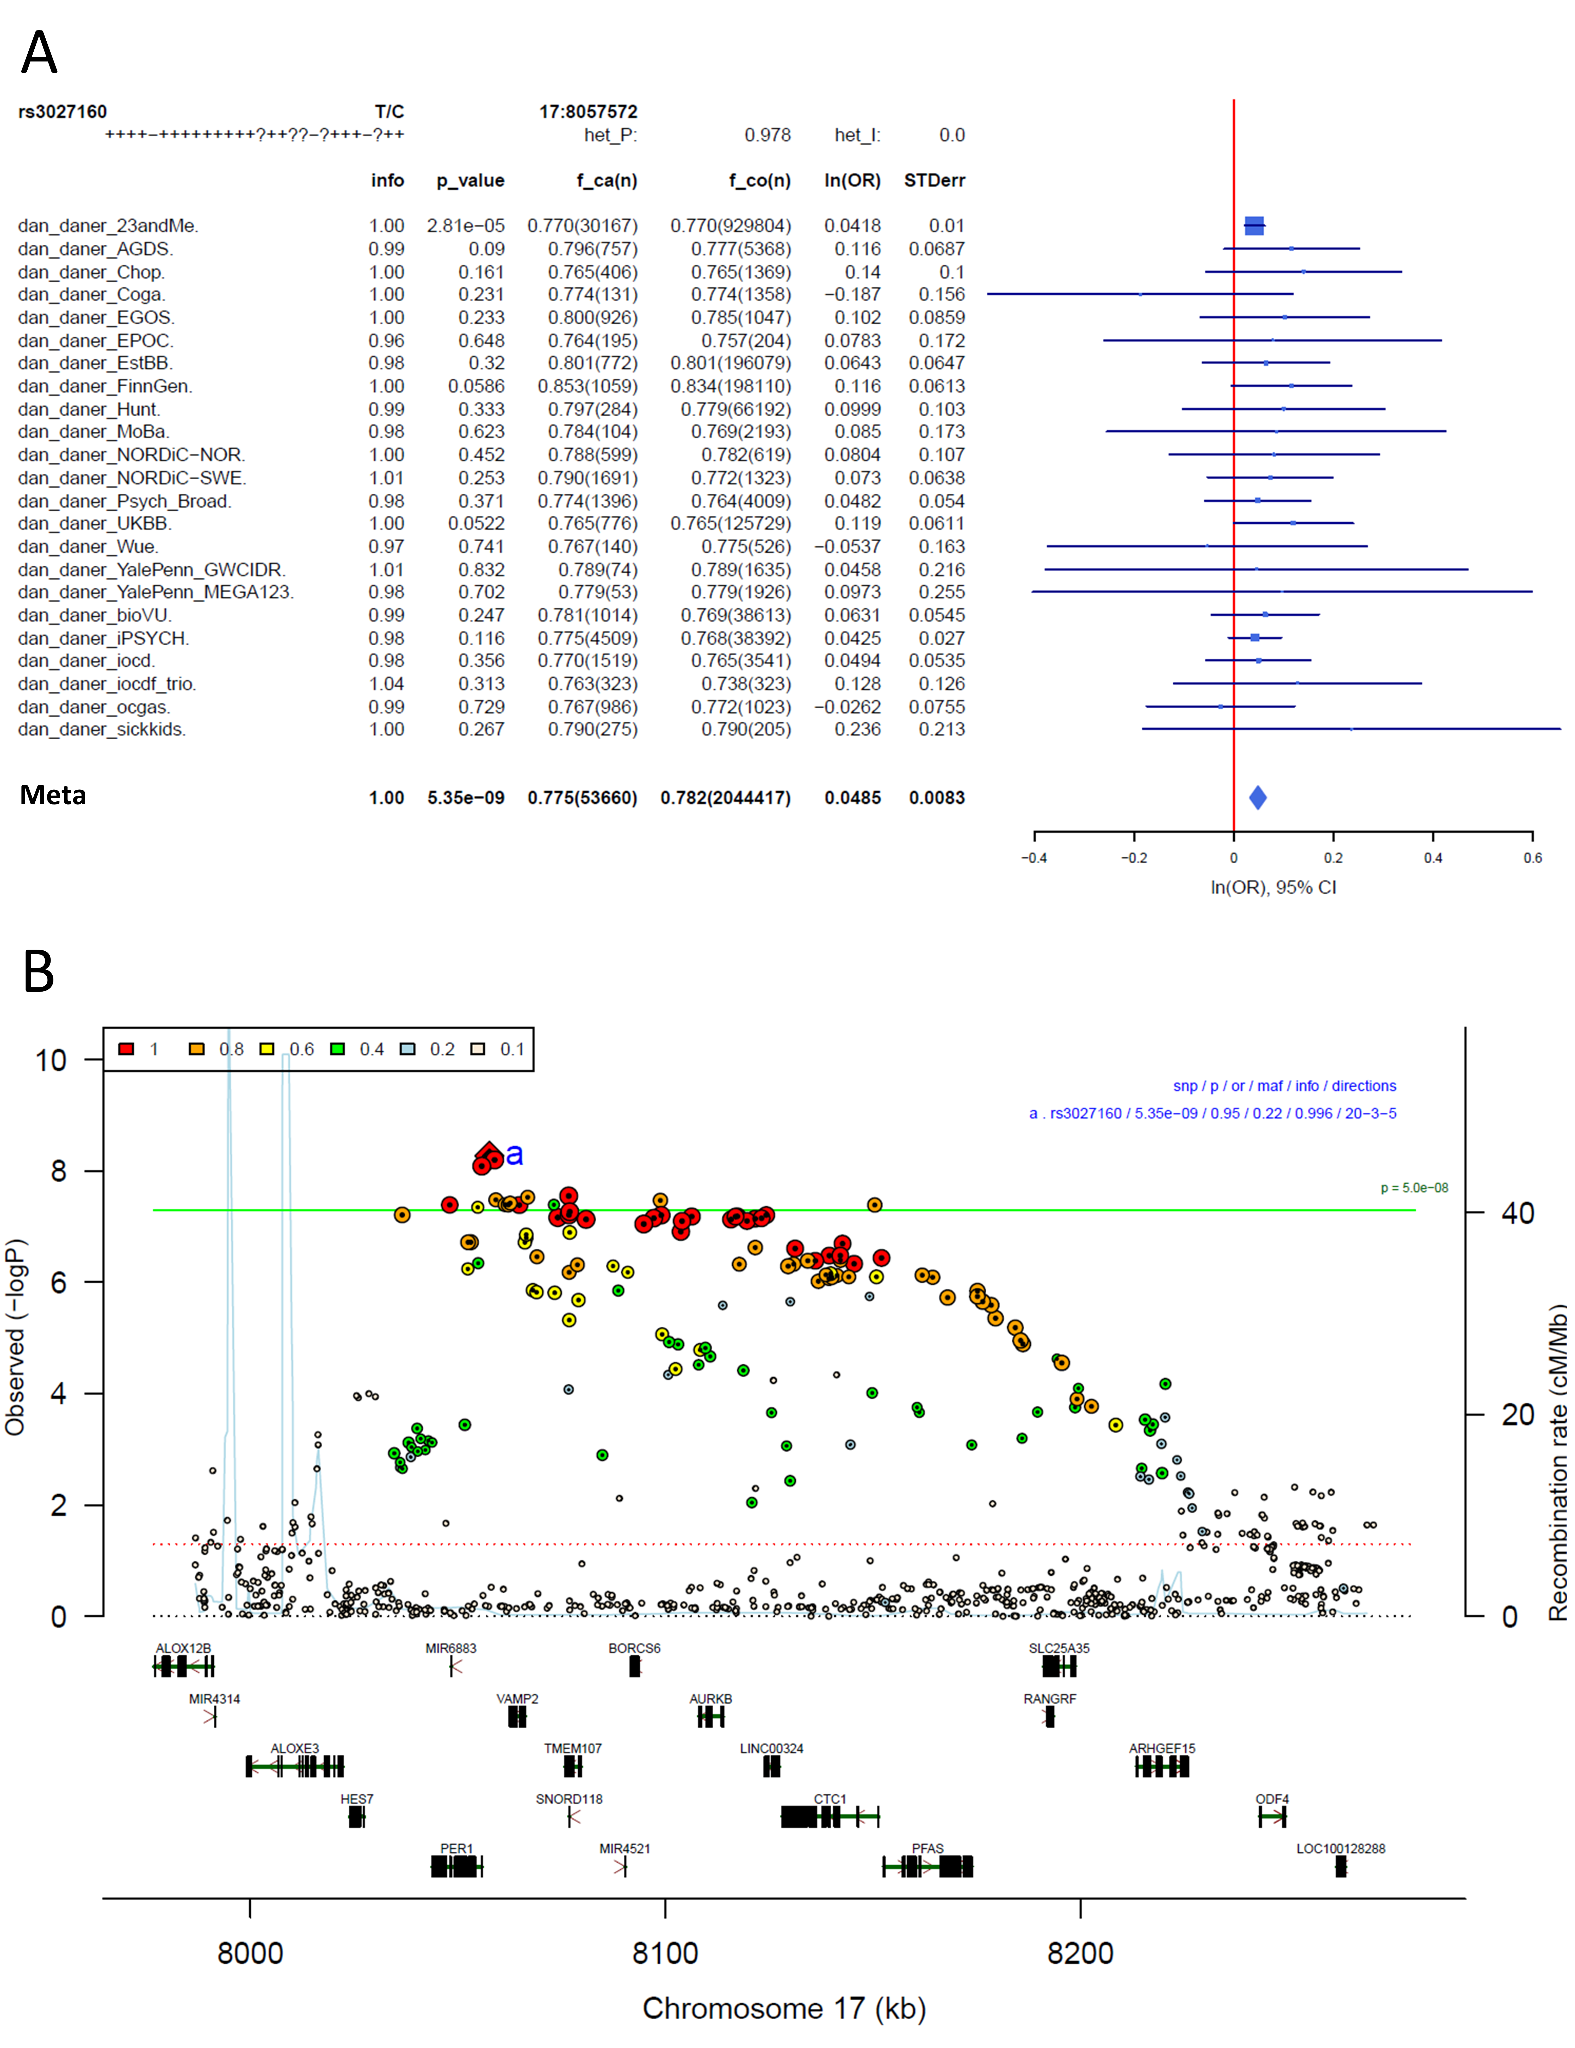 A
rs3027160 T/C 17:8057572
++++−+++++++++?++??−?+++−?++ het_P: 0.978 het_I: 0.0
info p_value f_ca(n) f_co(n) ln(OR) STDerr
dan_daner_23andMe. 1.00 2.81e−05 0.770(30167) 0.770(929804) 0.0418 0.01
dan_daner_AGDS. 0.99 0.09 0.796(757) 0.777(5368) 0.116 0.0687
dan_daner_Chop. 1.00 0.161 0.765(406) 0.765(1369) 0.14 0.1
dan_daner_Coga. 1.00 0.231 0.774(131) 0.774(1358) −0.187 0.156
dan_daner_EGOS. 1.00 0.233 0.800(926) 0.785(1047) 0.102 0.0859
dan_daner_EPOC. 0.96 0.648 0.764(195) 0.757(204) 0.0783 0.172
dan_daner_EstBB. 0.98 0.32 0.801(772) 0.801(196079) 0.0643 0.0647
dan_daner_FinnGen. 1.00 0.0586 0.853(1059) 0.834(198110) 0.116 0.0613
dan_daner_Hunt. 0.99 0.333 0.797(284) 0.779(66192) 0.0999 0.103
dan_daner_MoBa. 0.98 0.623 0.784(104) 0.769(2193) 0.085 0.173
dan_daner_NORDiC−NOR. 1.00 0.452 0.788(599) 0.782(619) 0.0804 0.107
dan_daner_NORDiC−SWE. 1.01 0.253 0.790(1691) 0.772(1323) 0.073 0.0638
dan_daner_Psych_Broad. 0.98 0.371 0.774(1396) 0.764(4009) 0.0482 0.054
dan_daner_UKBB. 1.00 0.0522 0.765(776) 0.765(125729) 0.119 0.0611
dan_daner_Wue. 0.97 0.741 0.767(140) 0.775(526) −0.0537 0.163
dan_daner_YalePenn_GWCIDR. 1.01 0.832 0.789(74) 0.789(1635) 0.0458 0.216
dan_daner_YalePenn_MEGA123. 0.98 0.702 0.779(53) 0.779(1926) 0.0973 0.255
dan_daner_bioVU. 0.99 0.247 0.781(1014) 0.769(38613) 0.0631 0.0545
dan_daner_iPSYCH. 0.98 0.116 0.775(4509) 0.768(38392) 0.0425 0.027
dan_daner_iocd. 0.98 0.356 0.770(1519) 0.765(3541) 0.0494 0.0535
dan_daner_iocdf_trio. 1.04 0.313 0.763(323) 0.738(323) 0.128 0.126
dan_daner_ocgas. 0.99 0.729 0.767(986) 0.772(1023) −0.0262 0.0755
dan_daner_sickkids. 1.00 0.267 0.790(275) 0.790(205) 0.236 0.213
Meta 1.00 5.35e−09 0.775(53660) 0.782(2044417) 0.0485 0.0083
−0.4 −0.2 0 0.2 0.4 0.6
ln(OR), 95% CI
B
1 0.8 0.6 0.4 0.2 0.1
snp / p / or / maf / info / directions
a . rs3027160 / 5.35e−09 / 0.95 / 0.22 / 0.996 / 20−3−5
a
p = 5.0e−08
10
8
6
4
2
0
Observed (−logP)
40
20
0
Recombination rate (cM/Mb)
ALOX12B MIR6883 BORCS6 SLC25A35
MIR4314 VAMP2 AURKB RANGRF
ALOXE3 TMEM107 LINC00324 ARHGEF15
HES7 SNORD118 CTC1 ODF4
PER1 MIR4521 PFAS LOC100128288
8000 8100 8200
Chromosome 17 (kb)